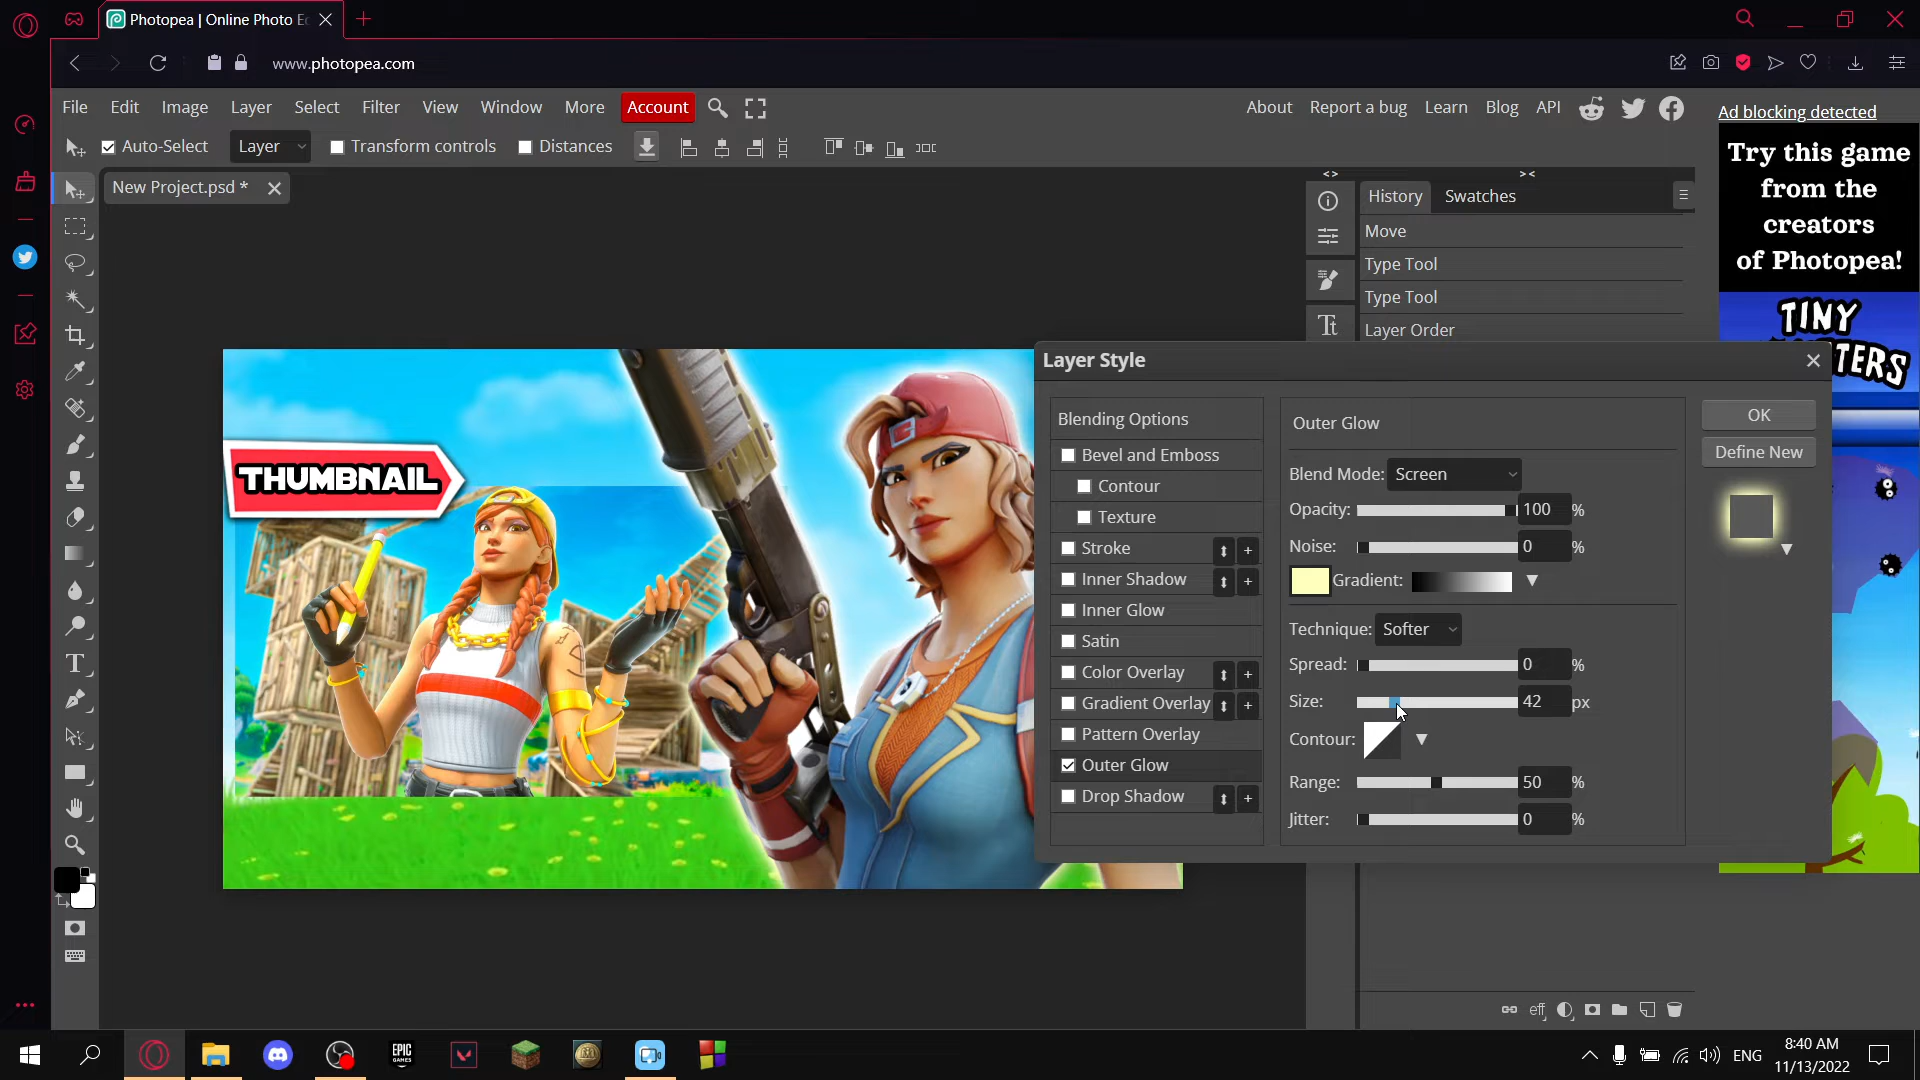 Photopea | Online Photo Ed
www.photopea.com
File Edit Image Layer Select Filter View Window More Account
About Report a bug Learn Blog API
Ad blocking detected
Auto-Select Layer Transform controls Distances
New Project.psd *
< > > <
History Swatches
Move
Type Tool
Type Tool
Layer Order
Try this game
from the
creators
of Photopea!
TINY
THUMBNAIL
Layer Style
Blending Options
Bevel and Emboss
Contour
Texture
Stroke
Inner Shadow
Inner Glow
Satin
Color Overlay
Gradient Overlay
Pattern Overlay
Outer Glow
Drop Shadow
Outer Glow
Blend Mode: Screen
Opacity: 100 %
Noise: 0 %
Gradient:
Technique: Softer
Spread: 0 %
Size: 42 px
Contour:
Range: 50 %
Jitter: 0 %
OK
Define New
eff
EPIC
GAMES
ENG
8:40 AM
11/13/2022